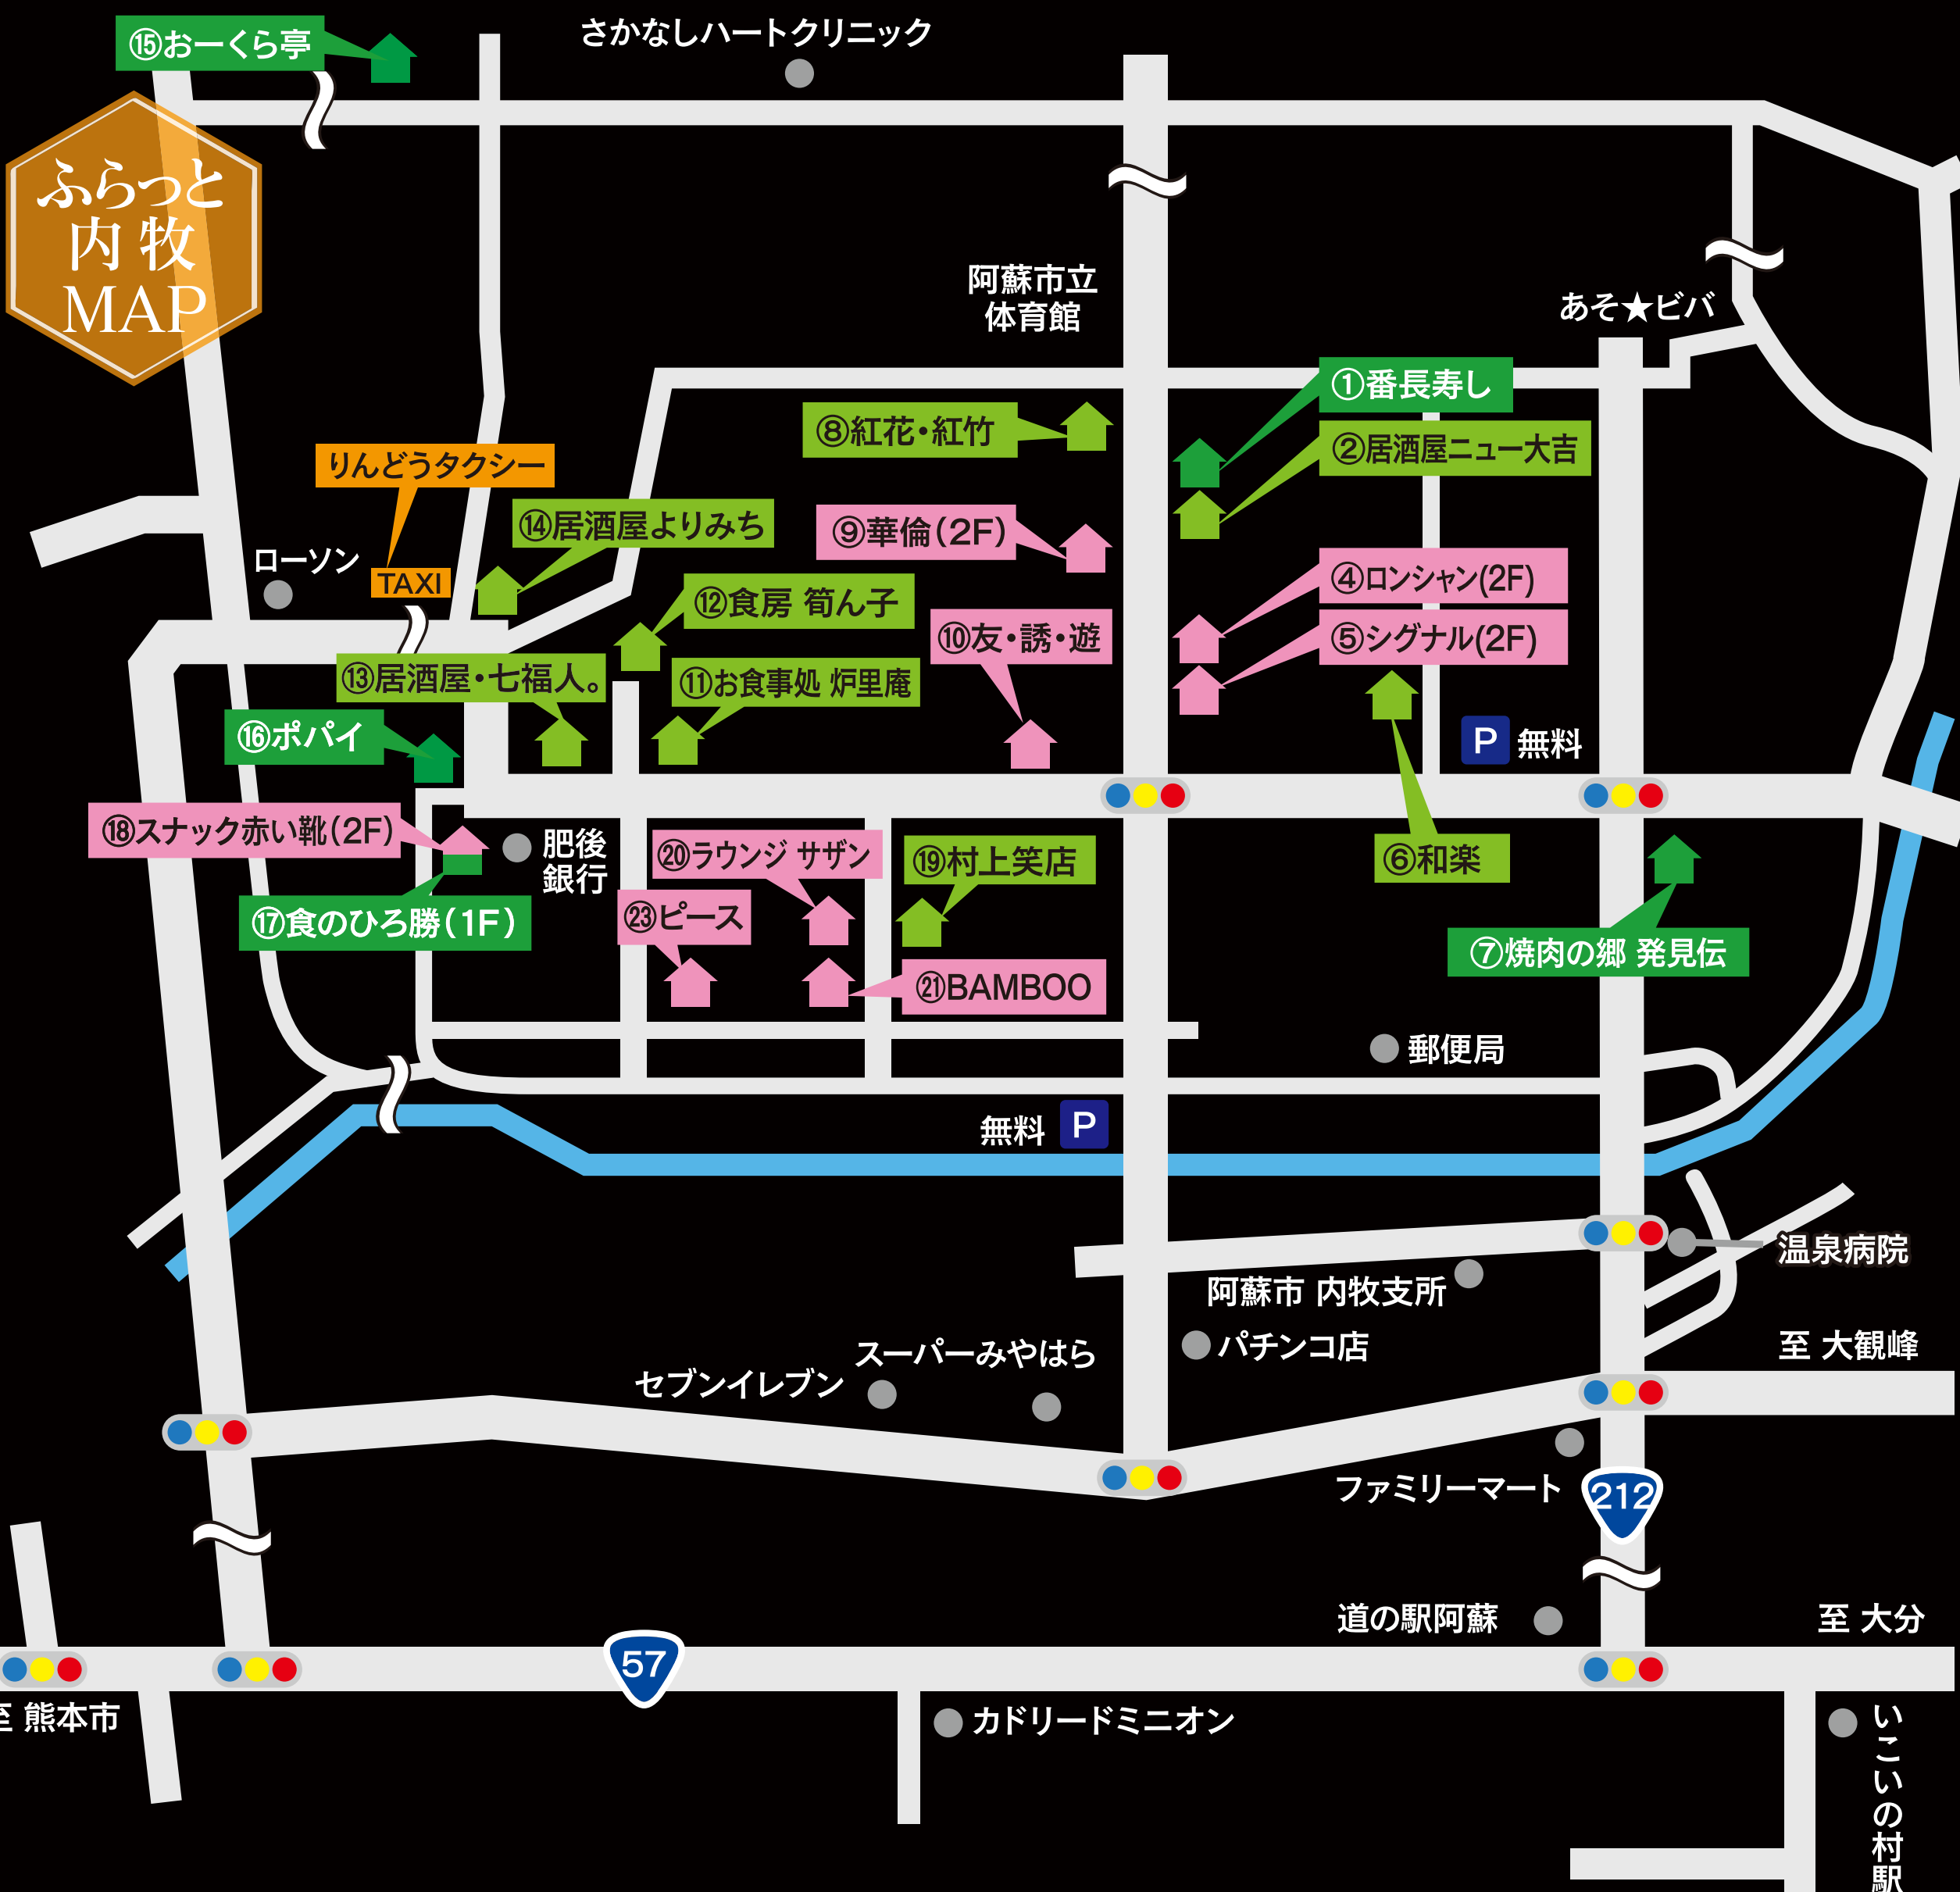 ⑮おーくら亭
さかなしハートクリニック
ふらっと
内牧
MAP
阿蘇市立
体育館
あそ★ビバ
①番長寿し
⑧紅花・紅竹
②居酒屋ニュー大吉
りんどうタクシー
⑭居酒屋よりみち
⑨華倫(2F)
ローソン
TAXI
④ロンシャン(2F)
⑫食房 筍ん子
⑩友・誘・遊
⑤シグナル(2F)
⑬居酒屋・七福人。
⑪お食事処 炉里庵
⑯ポパイ
P
無料
⑱スナック赤い靴(2F)
肥後
銀行
⑳ラウンジ サザン
⑲村上笑店
⑥和楽
⑰食のひろ勝(1F)
㉓ピース
⑦焼肉の郷 発見伝
㉑BAMBOO
郵便局
無料
P
温泉病院
阿蘇市 内牧支所
パチンコ店
至 大観峰
スーパーみやはら
セブンイレブン
ファミリーマート
212
道の駅阿蘇
至 大分
57
至 熊本市
カドリードミニオン
いこいの村駅